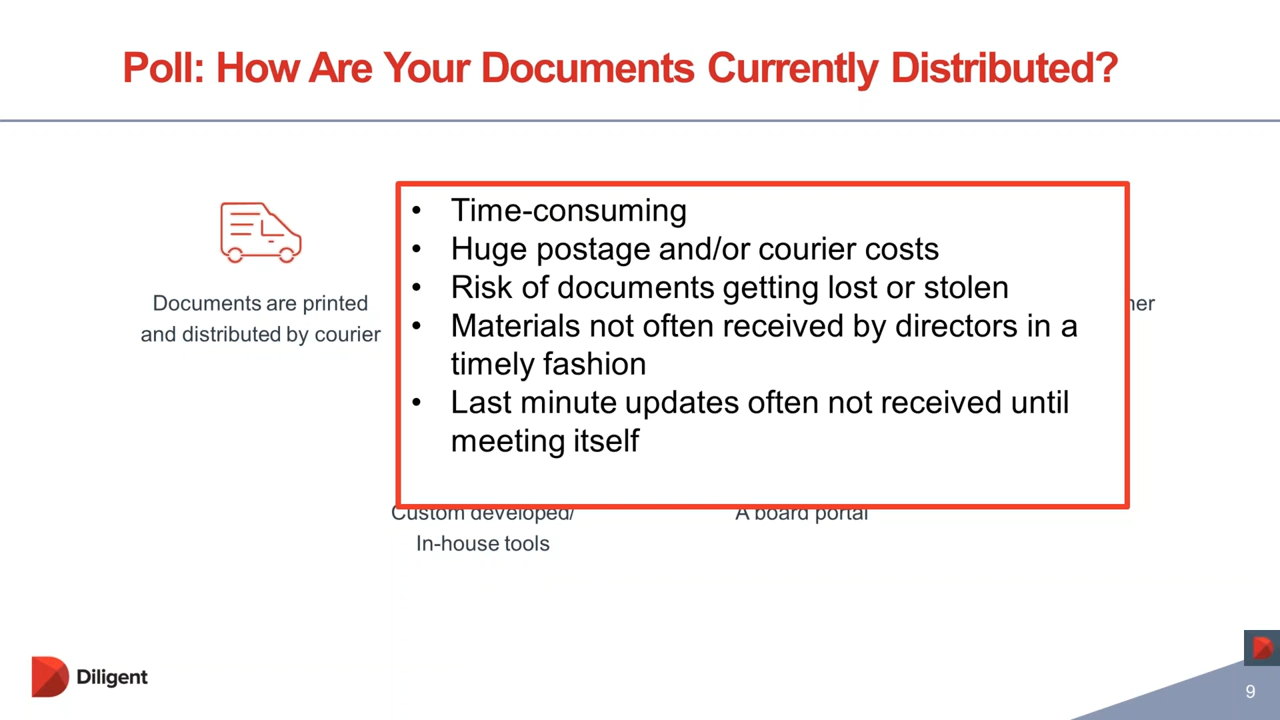 Poll: How Are Your Documents Currently Distributed?
• Time-consuming
• Huge postage and/or courier costs
• Risk of documents getting lost or stolen
• Materials not often received by directors in a
timely fashion
• Last minute updates often not received until
meeting itself
Documents are printed
and distributed by courier
Custom developed/
In-house tools
A board portal
Diligent
9